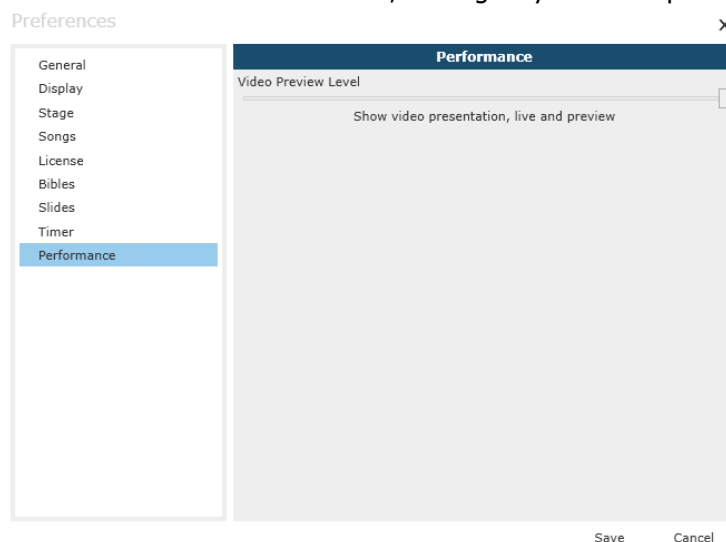 Preferences
General
Display
Stage
Songs
License
Bibles
Slides
Timer
Performance
Performance
Video Preview Level
Show video presentation, live and preview
Save Cancel